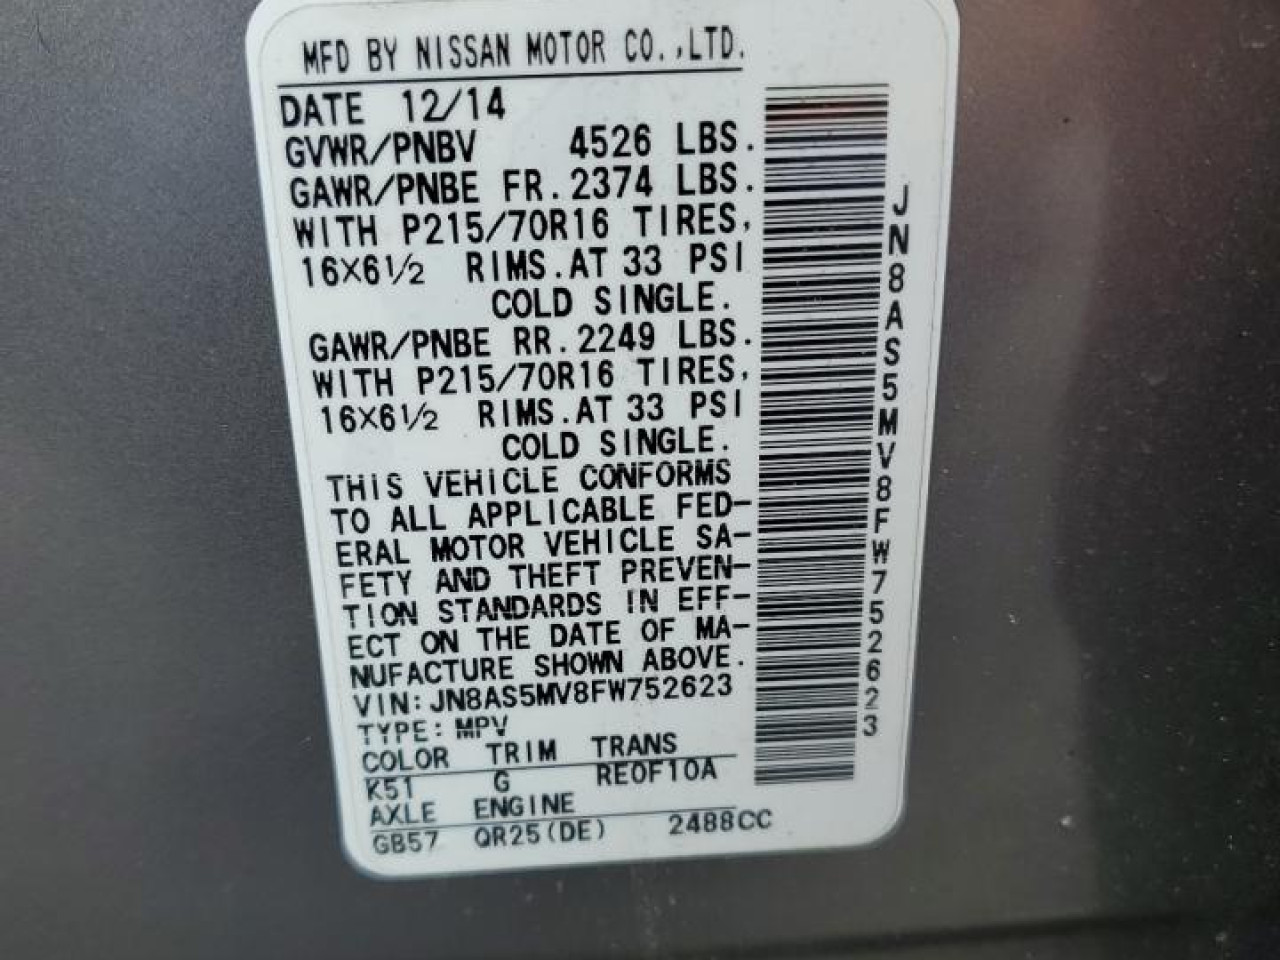 MFD BY NISSAN MOTOR CO.,LTD.
DATE 12/14
GVWR/PNBV 4526 LBS.
GAWR/PNBE FR.2374 LBS.
WITH P215/70R16 TIRES,
16X6 1/2 RIMS.AT 33 PSI
COLD SINGLE.
GAWR/PNBE RR.2249 LBS.
WITH P215/70R16 TIRES,
16X6 1/2 RIMS.AT 33 PSI
COLD SINGLE.
THIS VEHICLE CONFORMS
TO ALL APPLICABLE FED-
ERAL MOTOR VEHICLE SA-
FETY AND THEFT PREVEN-
TION STANDARDS IN EFF-
ECT ON THE DATE OF MA-
NUFACTURE SHOWN ABOVE.
VIN:JN8AS5MV8FW752623
TYPE:MPV
COLOR TRIM TRANS
K51 G RE0F10A
AXLE ENGINE
GB57 QR25(DE) 2488CC
JN8AS5MV8FW752623